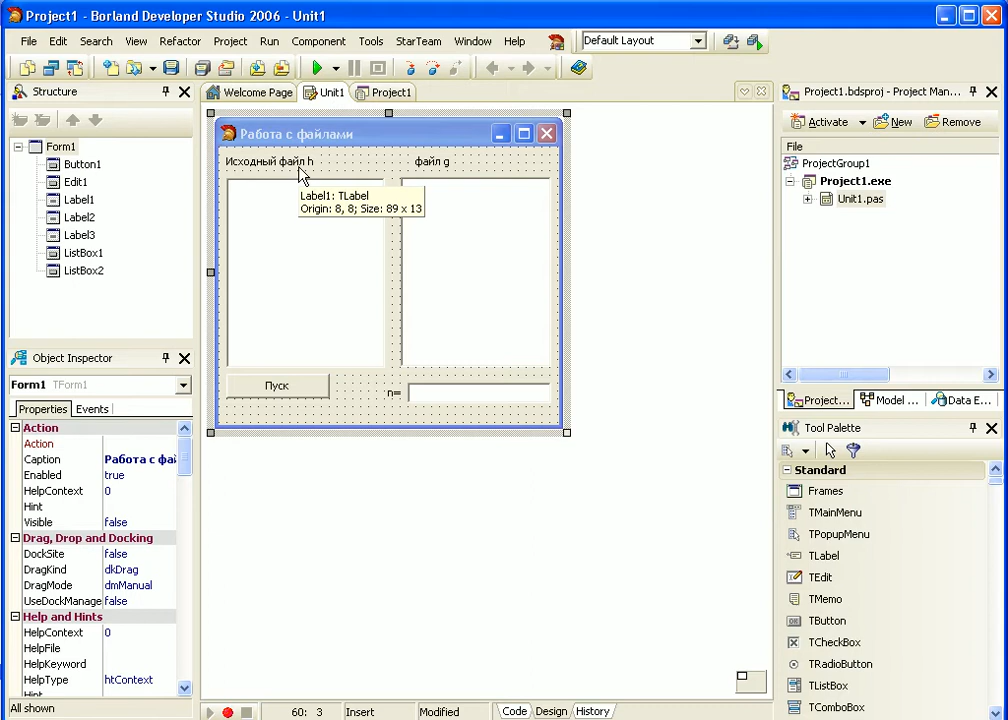 Project1 - Borland Developer Studio 2006 - Unit1
File Edit Search View Refactor Project Run Component Tools StarTeam Window Help
Default Layout
Structure
Form1
Button1
Edit1
Label1
Label2
Label3
ListBox1
ListBox2
Object Inspector
Form1 TForm1
Properties Events
Action
Action
Caption Работа с фай
Enabled true
HelpContext 0
Hint
Visible false
Drag, Drop and Docking
DockSite false
DragKind dkDrag
DragMode dmManual
UseDockManage false
Help and Hints
HelpContext 0
HelpFile
HelpKeyword
HelpType htContext
Hint
All shown
Welcome Page Unit1 Project1
Работа с файлами
Исходный файл h файл g
Label1: TLabel
Origin: 8, 8; Size: 89 x 13
Пуск
n=
60: 3 Insert Modified Code Design History
Project1.bdsproj - Project Man...
Activate New Remove
File
ProjectGroup1
Project1.exe
Unit1.pas
Project... Model ... Data E...
Tool Palette
Standard
Frames
TMainMenu
TPopupMenu
TLabel
TEdit
TMemo
TButton
TCheckBox
TRadioButton
TListBox
TComboBox